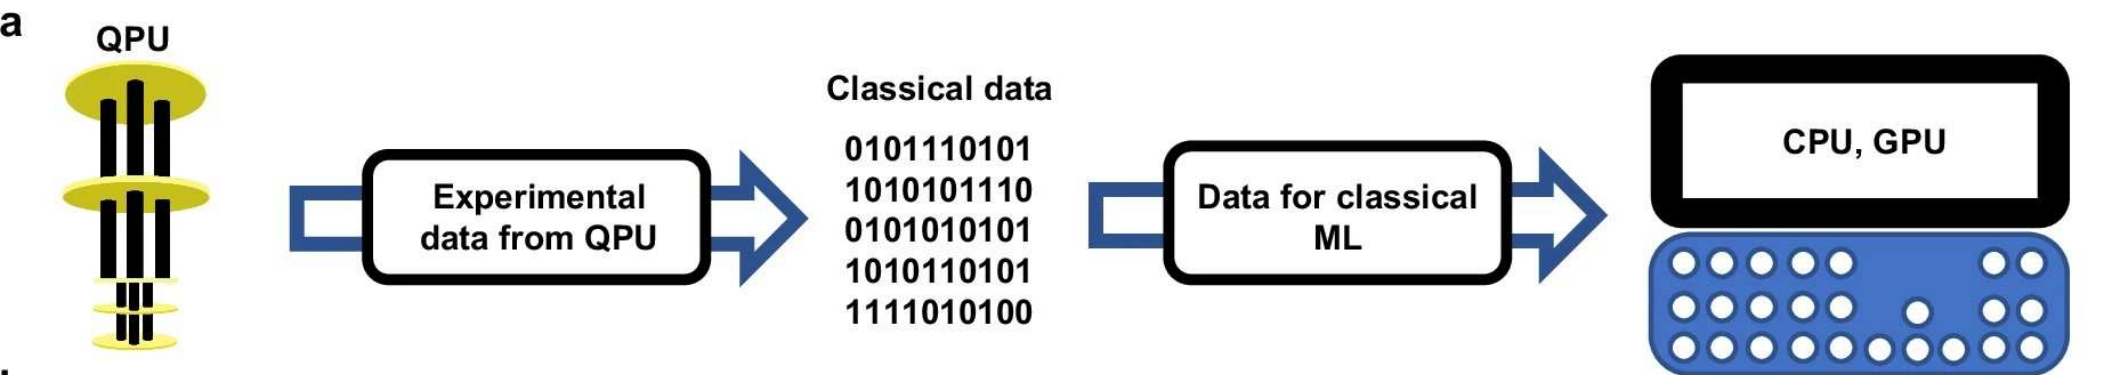 a
QPU
Experimental
data from QPU
Classical data
0101110101
1010101110
0101010101
1010110101
1111010100
Data for classical
ML
CPU, GPU